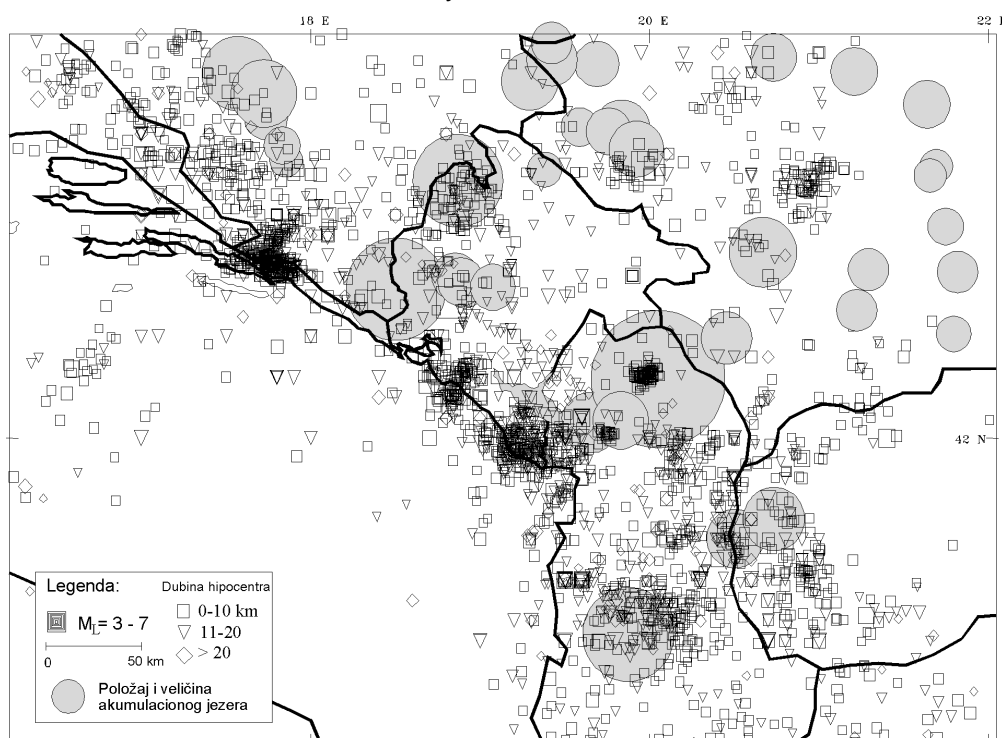 18 E
20 E
22 E
42 N
Legenda:
M_L= 3 - 7
0 50 km
Položaj i veličina
akumulacionog jezera
Dubina hipocentra
0-10 km
11-20
> 20